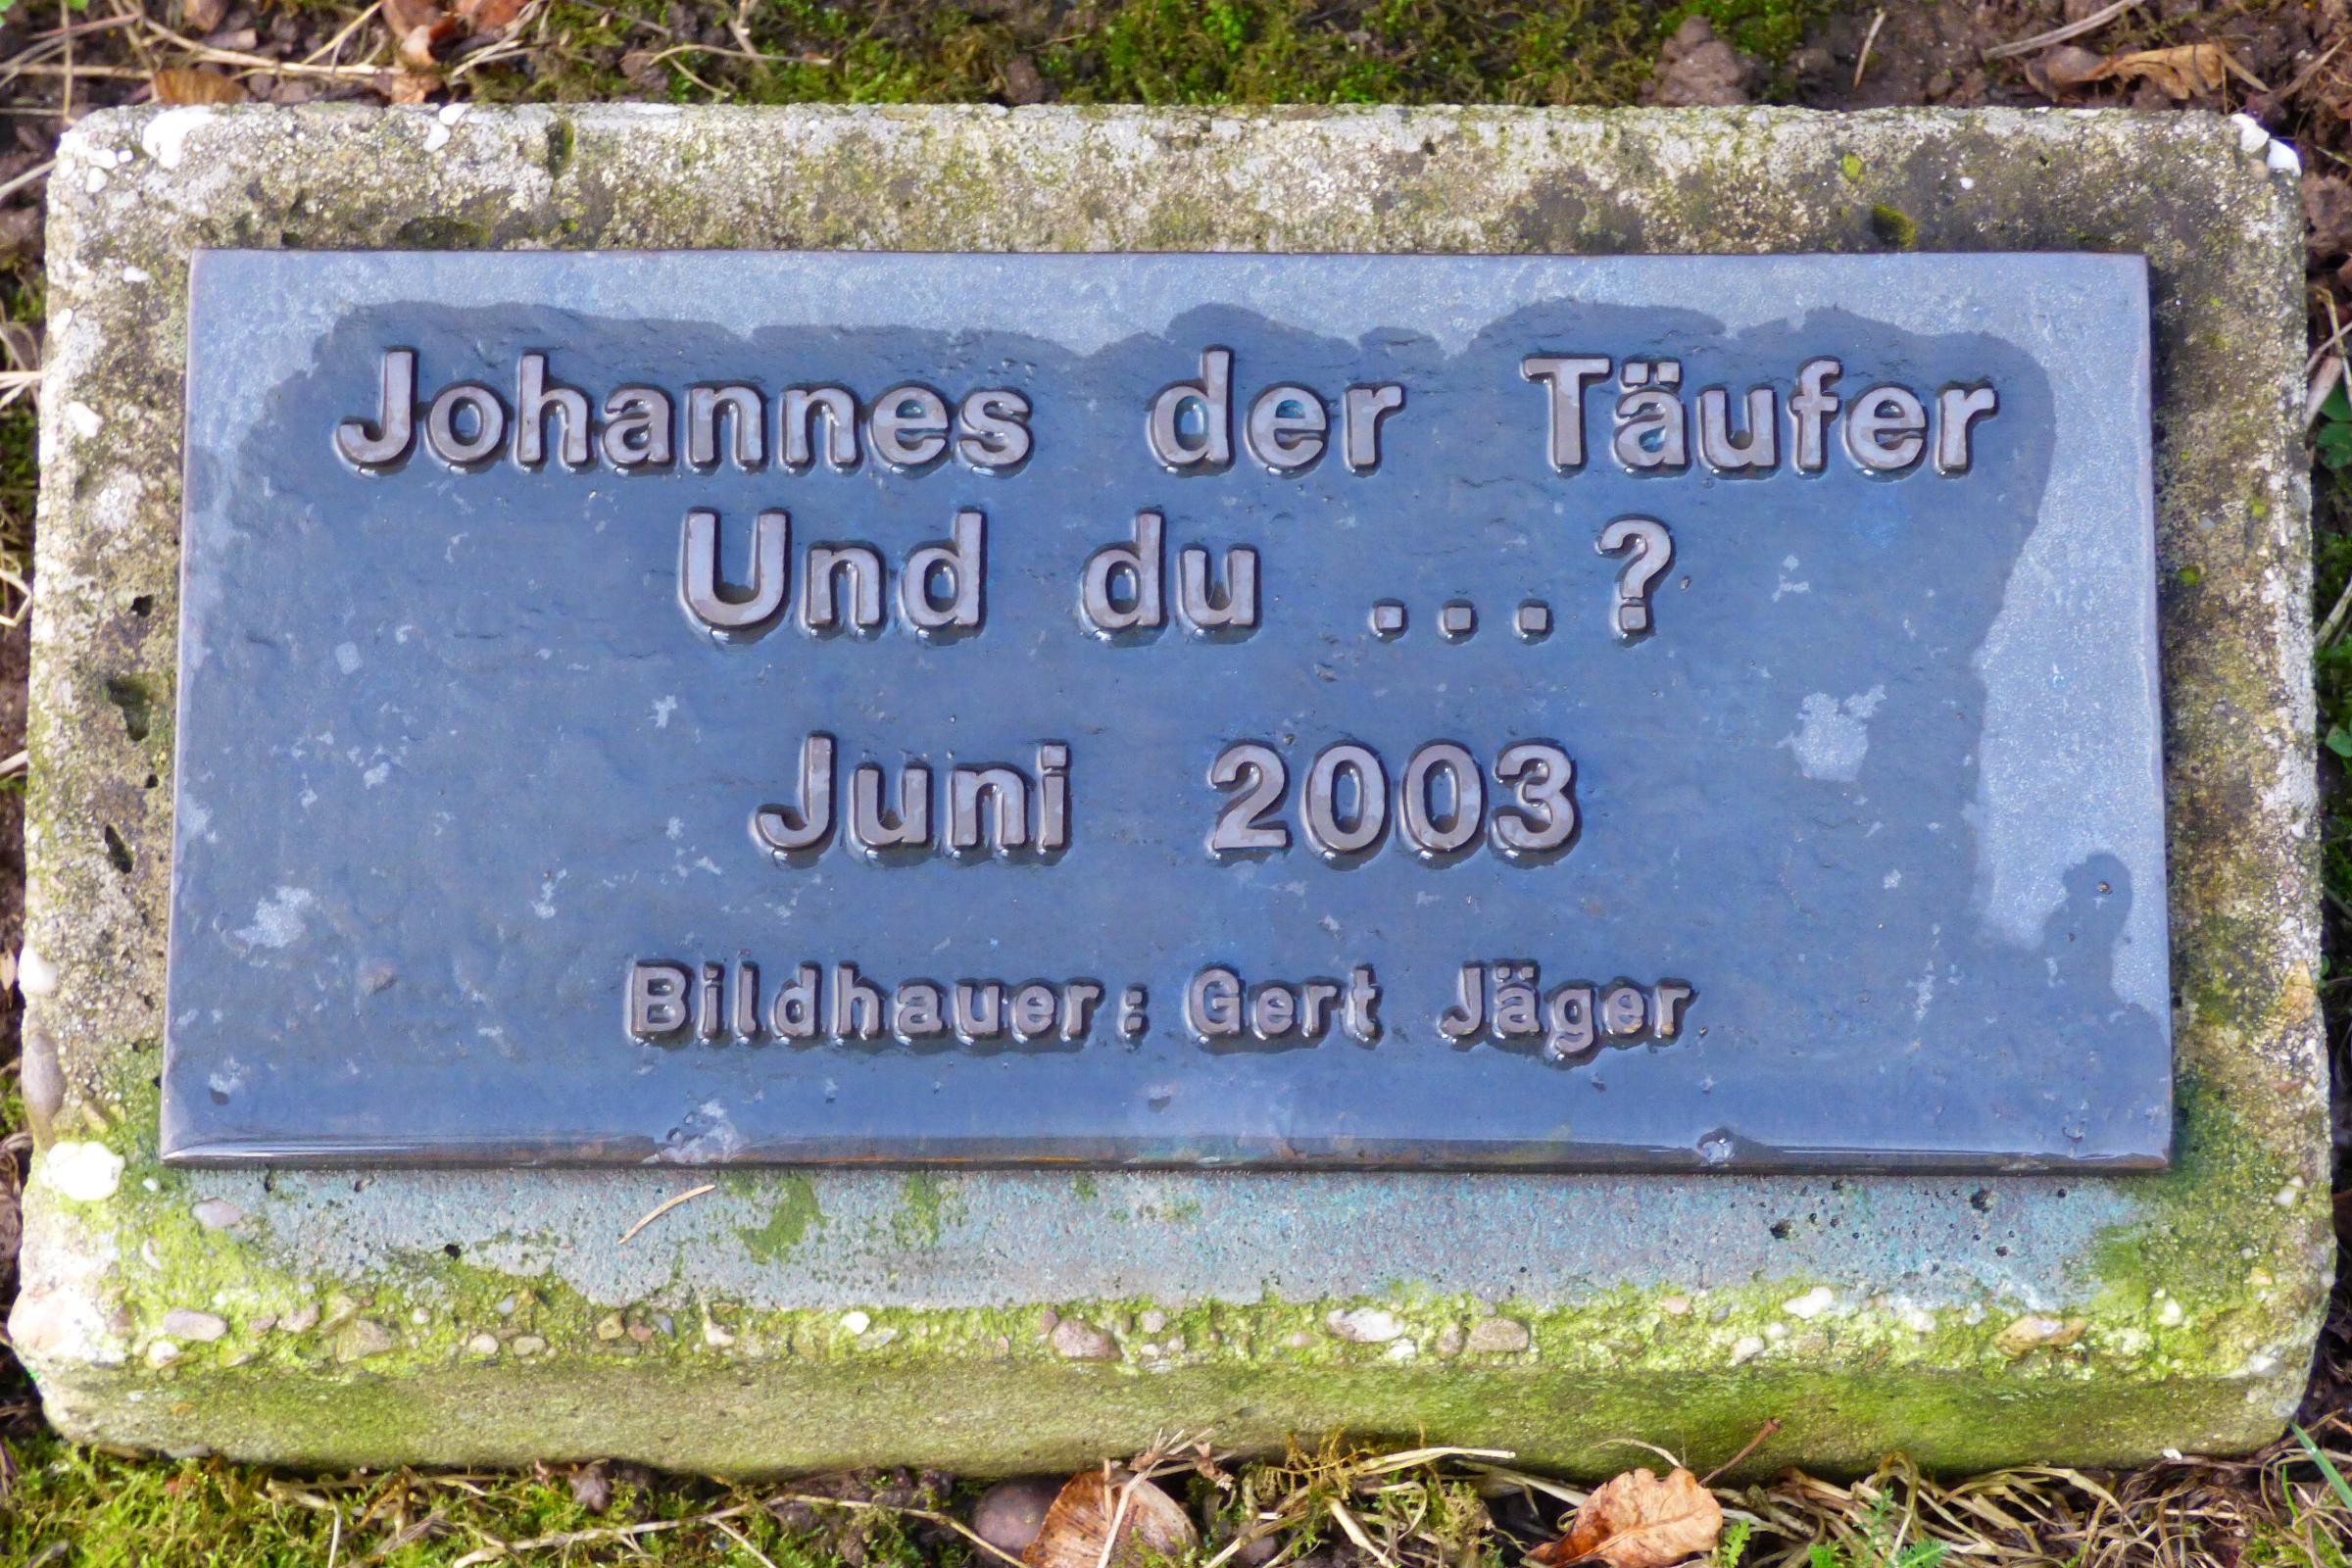 Johannes der Täufer
Und du ... ?
Juni 2003
Bildhauer: Gert Jäger